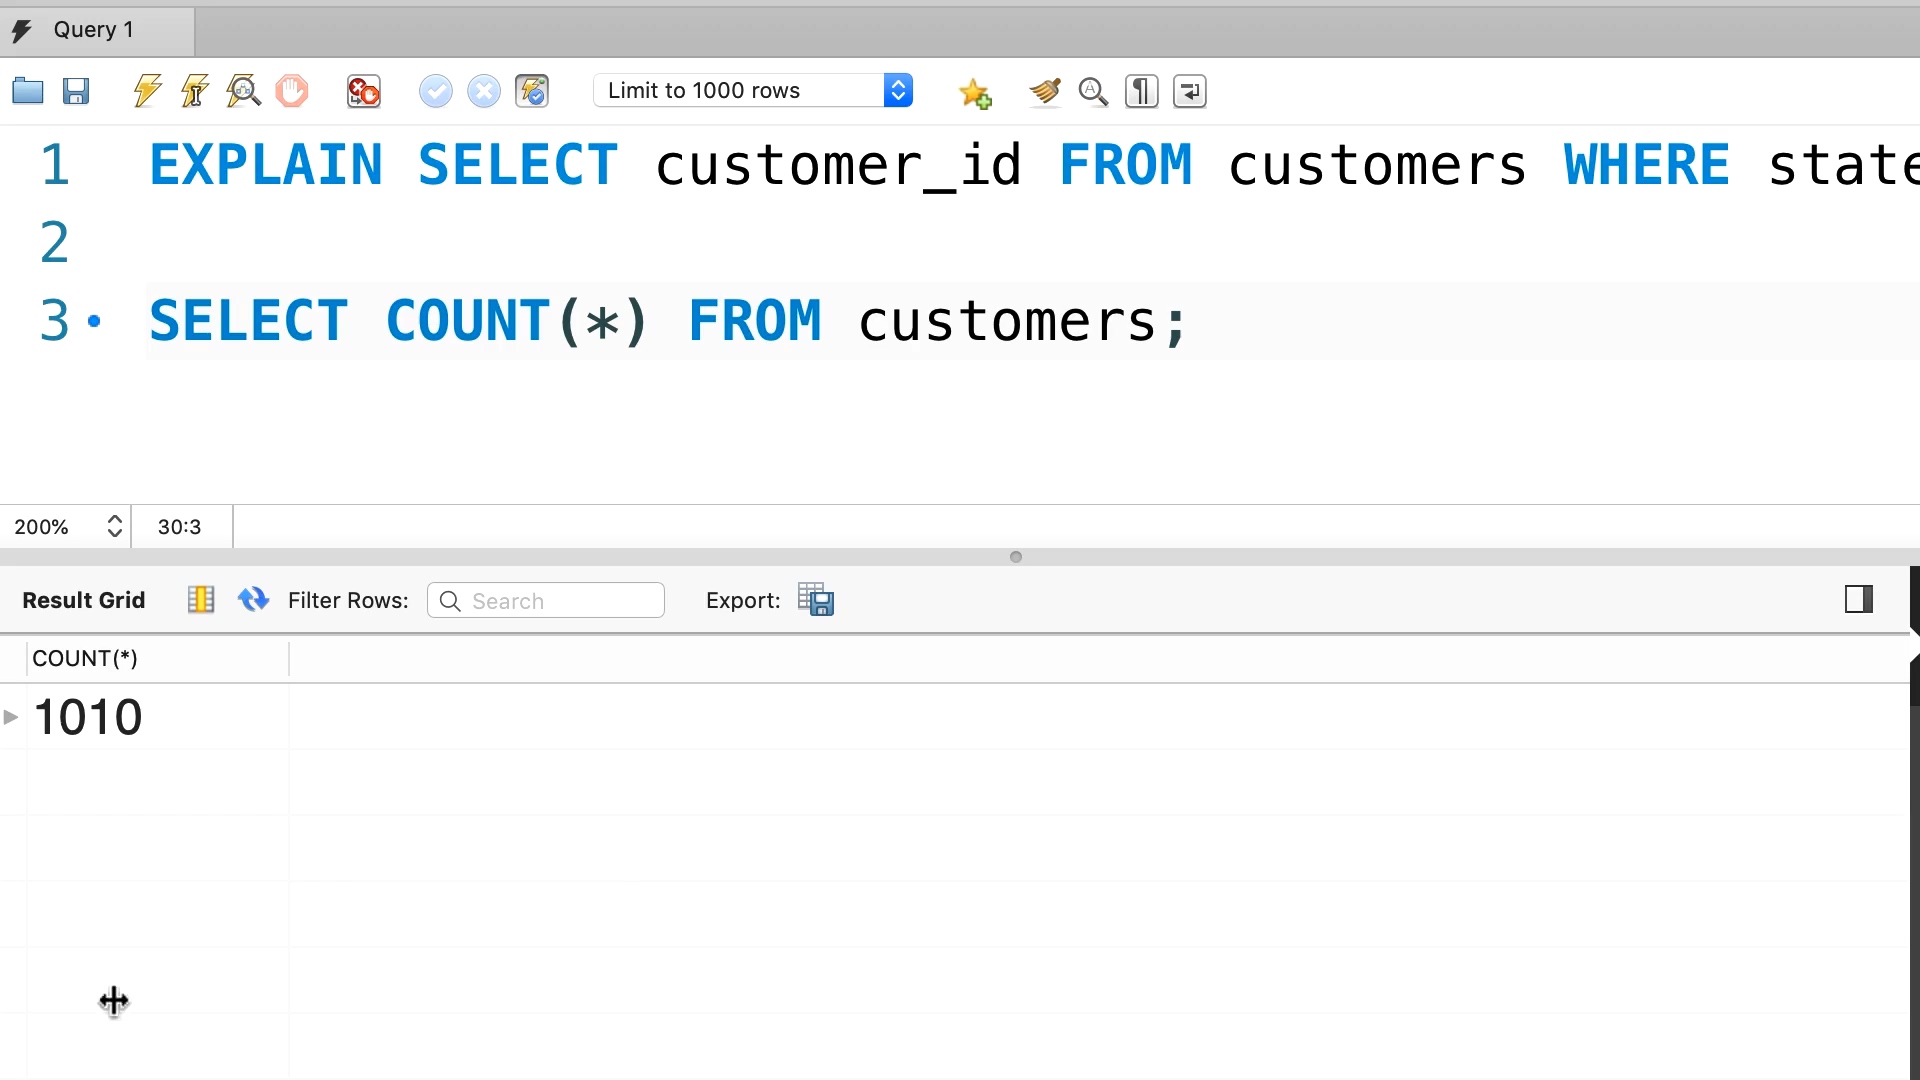 Query 1
Limit to 1000 rows
1 EXPLAIN SELECT customer_id FROM customers WHERE state
2
3 SELECT COUNT(*) FROM customers;
200% 30:3
Result Grid Filter Rows: Search Export:
COUNT(*)
1010